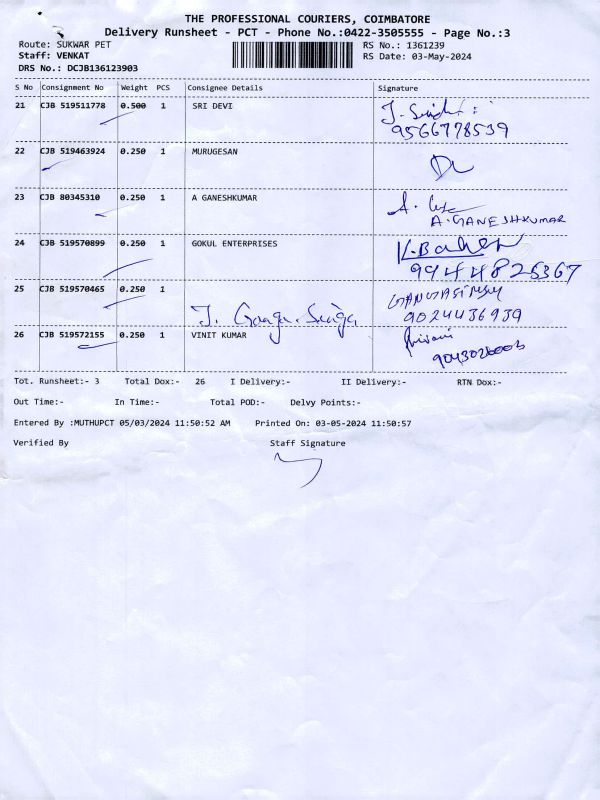 THE PROFESSIONAL COURIERS, COIMBATORE
Delivery Runsheet - PCT - Phone No.:0422-3505555 - Page No.:3
Route: SUKWAR PET
RS No.: 1361239
Staff: VENKAT
RS Date: 03-May-2024
DRS No.: DCJB136123903
S No Consignment No Weight PCS Consignee Details Signature
21 CJB 519511778 0.500 1 SRI DEVI
9566778539
22 CJB 519463924 0.250 1 MURUGESAN
23 CJB 80345310 0.250 1 A GANESHKUMAR
A. GANESHKUMAR
24 CJB 519570899 0.250 1 GOKUL ENTERPRISES
9944826367
25 CJB 519570465 0.250 1
9024436939
26 CJB 519572155 0.250 1 VINIT KUMAR
Tot. Runsheet:- 3 Total Dox:- 26 I Delivery:- II Delivery:- RTN Dox:-
Out Time:- In Time:- Total POD:- Delvy Points:-
Entered By :MUTHUPCT 05/03/2024 11:50:52 AM Printed On: 03-05-2024 11:50:57
Verified By Staff Signature